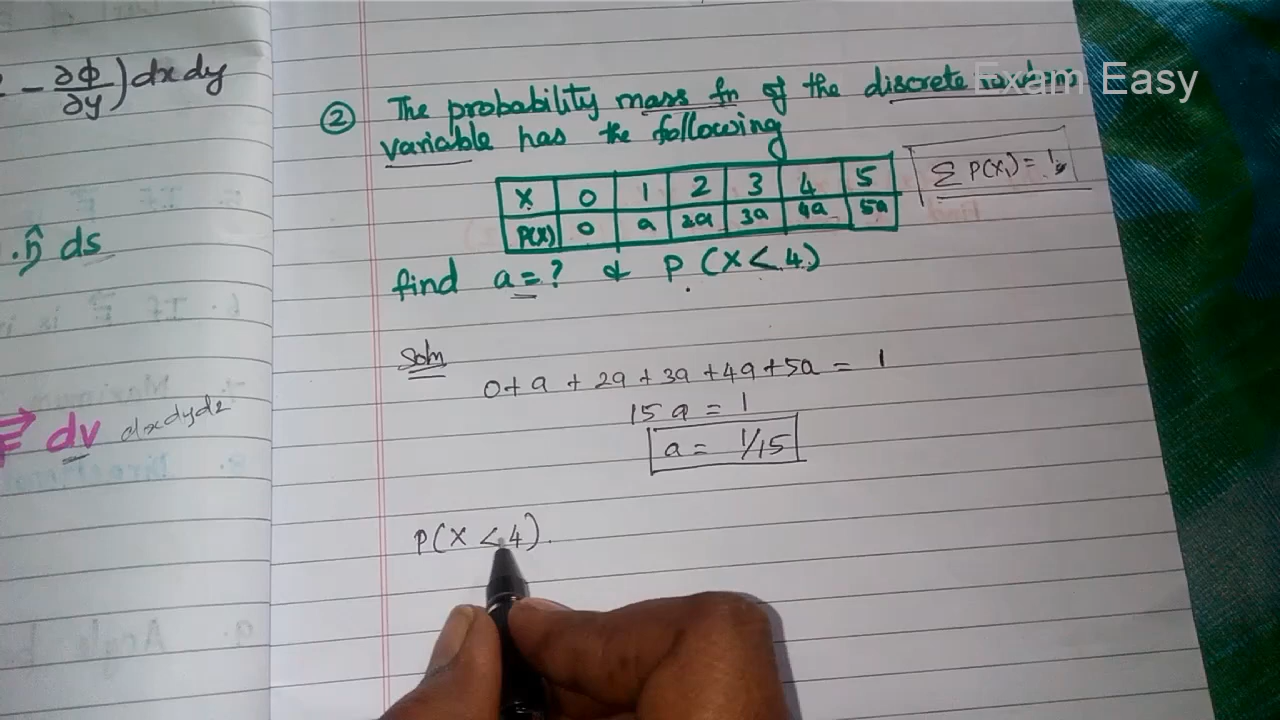 - ∂Φ/∂y ) dx dy
. n̂ ds
dv dxdydz
Exam Easy
② The probability mass fn of the discrete
variable has the following
X 0 1 2 3 4 5
P(X) 0 a 2a 3a 4a 5a
Σ P(Xi) = 1
find a = ? & P (X < 4)
Soln
0 + a + 2a + 3a + 4a + 5a = 1
15 a = 1
a = 1/15
P(X < 4).